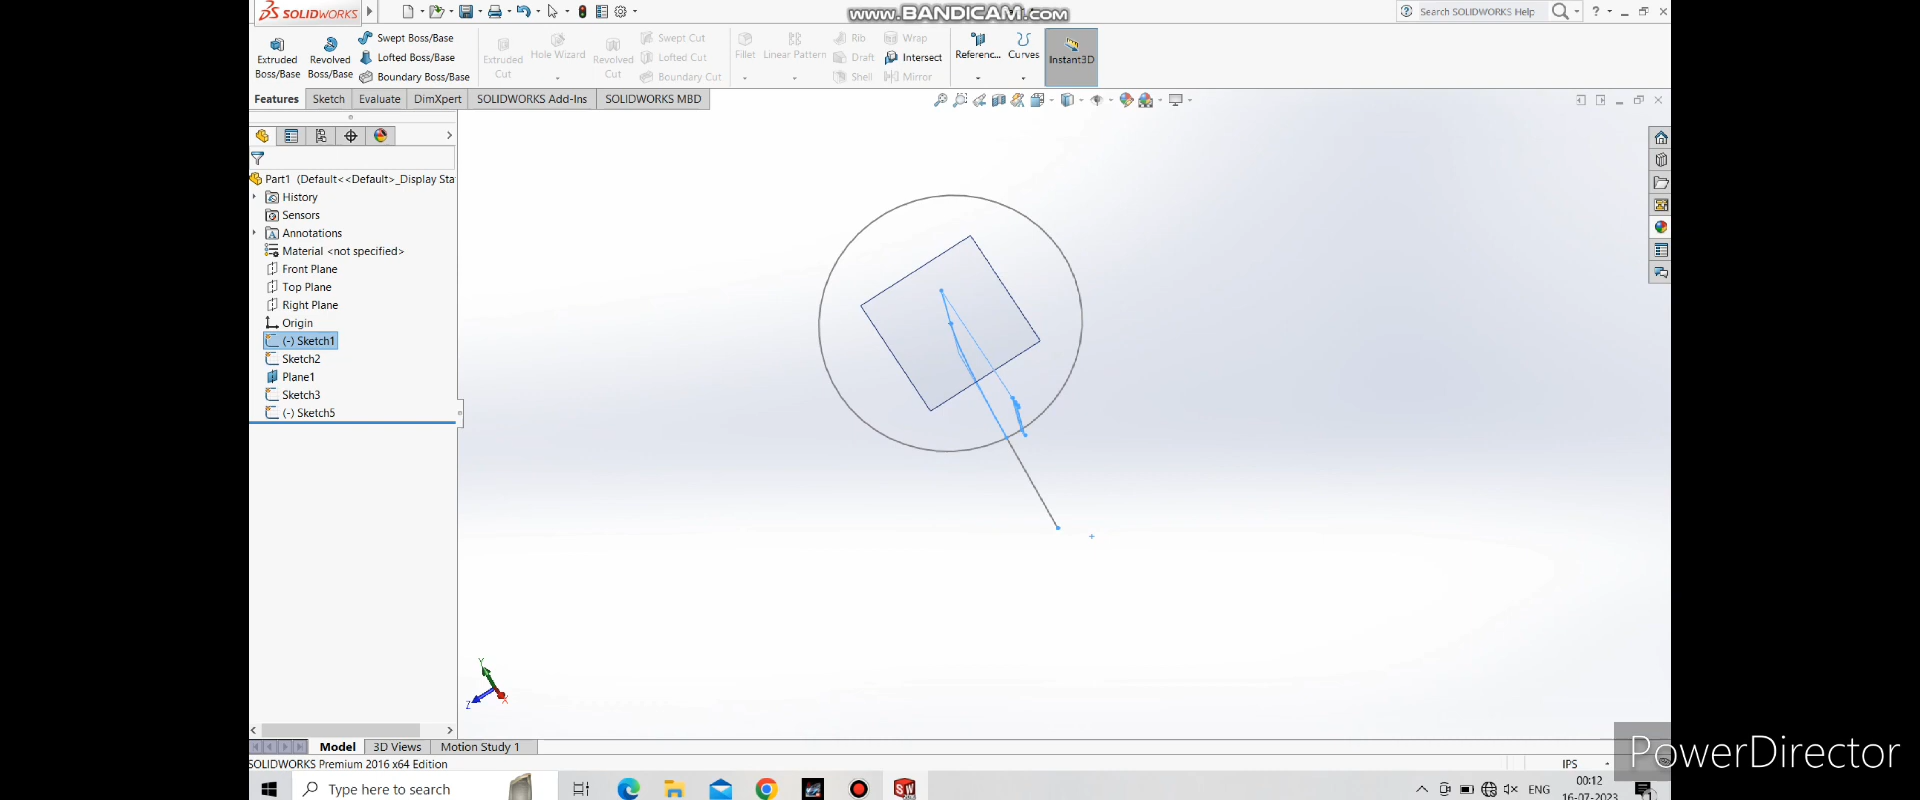 SOLIDWORKS
www.BANDICAM.com
Search SOLIDWORKS Help
Extruded Boss/Base
Revolved Boss/Base
Swept Boss/Base
Lofted Boss/Base
Boundary Boss/Base
Extruded Cut
Hole Wizard
Revolved Cut
Swept Cut
Lofted Cut
Boundary Cut
Fillet
Linear Pattern
Rib
Draft
Shell
Wrap
Intersect
Mirror
Referenc...
Curves
Instant3D
Features Sketch Evaluate DimXpert SOLIDWORKS Add-Ins SOLIDWORKS MBD
Part1 (Default<<Default>_Display Sta
History
Sensors
Annotations
Material <not specified>
Front Plane
Top Plane
Right Plane
Origin
(-) Sketch1
Sketch2
Plane1
Sketch3
(-) Sketch5
Y
Z
X
Model 3D Views Motion Study 1
SOLIDWORKS Premium 2016 x64 Edition
IPS
PowerDirector
Type here to search
ENG
00:12
16-07-2023